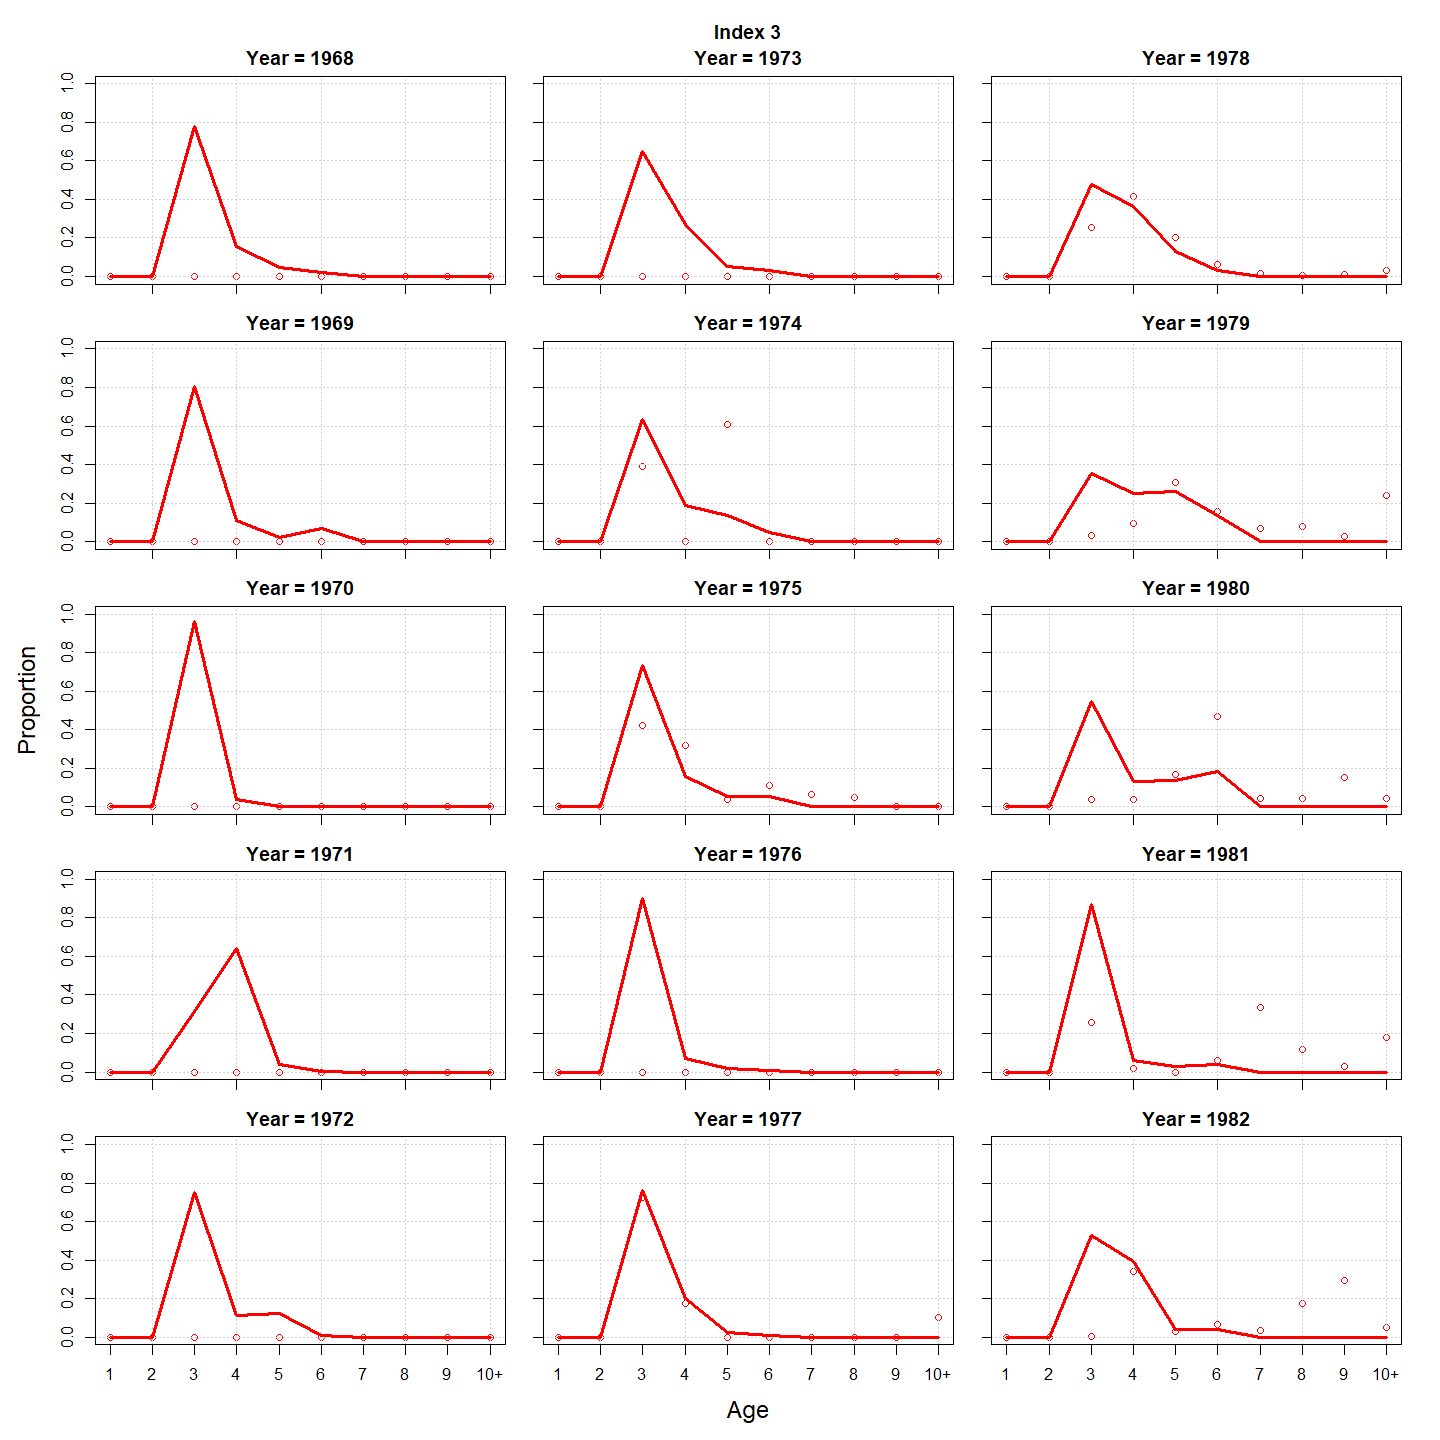 Index 3
Year = 1968 Year = 1973 Year = 1978
0.0 0.2 0.4 0.6 0.8 1.0
Year = 1969 Year = 1974 Year = 1979
0.0 0.2 0.4 0.6 0.8 1.0
Year = 1970 Year = 1975 Year = 1980
0.0 0.2 0.4 0.6 0.8 1.0
Proportion
Year = 1971 Year = 1976 Year = 1981
0.0 0.2 0.4 0.6 0.8 1.0
Year = 1972 Year = 1977 Year = 1982
0.0 0.2 0.4 0.6 0.8 1.0
1 2 3 4 5 6 7 8 9 10+ 1 2 3 4 5 6 7 8 9 10+ 1 2 3 4 5 6 7 8 9 10+
Age